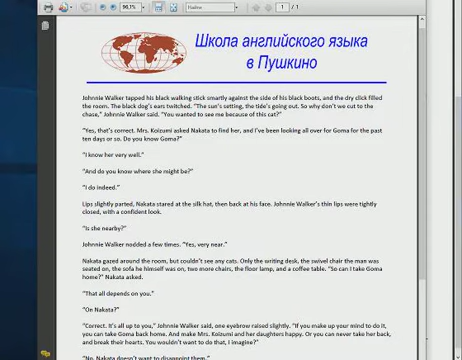 96,1%
Найти
1 / 1
Школа английского языка
в Пушкино
Johnnie Walker tapped his black walking stick smartly against the side of his black boots, and the dry click filled
the room. The black dog's ears twitched. "The sun's setting, the tide's going out. So why don't we cut to the
chase," Johnnie Walker said. "You wanted to see me because of this cat?"
"Yes, that's correct. Mrs. Koizumi asked Nakata to find her, and I've been looking all over for Goma for the past
ten days or so. Do you know Goma?"
"I know her very well."
"And do you know where she might be?"
"I do indeed."
Lips slightly parted, Nakata stared at the silk hat, then back at his face. Johnnie Walker's thin lips were tightly
closed, with a confident look.
"Is she nearby?"
Johnnie Walker nodded a few times. "Yes, very near."
Nakata gazed around the room, but couldn't see any cats. Only the writing desk, the swivel chair the man was
seated on, the sofa he himself was on, two more chairs, the floor lamp, and a coffee table. "So can I take Goma
home?" Nakata asked.
"That all depends on you."
"On Nakata?"
"Correct. It's all up to you," Johnnie Walker said, one eyebrow raised slightly. "If you make up your mind to do it,
you can take Goma back home. And make Mrs. Koizumi and her daughters happy. Or you can never take her back,
and break their hearts. You wouldn't want to do that, I imagine?"
"No, Nakata doesn't want to disappoint them."